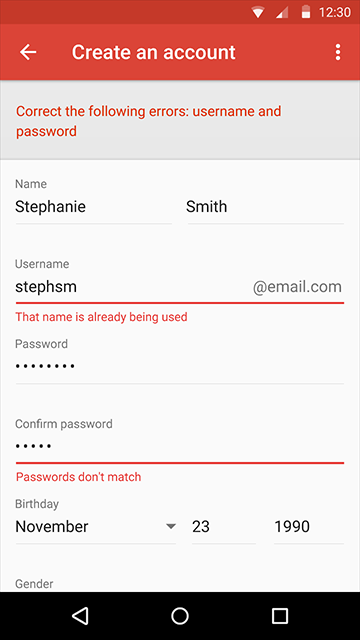 12:30
Create an account
Correct the following errors: username and
password
Name
Stephanie Smith
Username
stephsm @email.com
That name is already being used
Password
••••••••
Confirm password
•••••
Passwords don't match
Birthday
November 23 1990
Gender